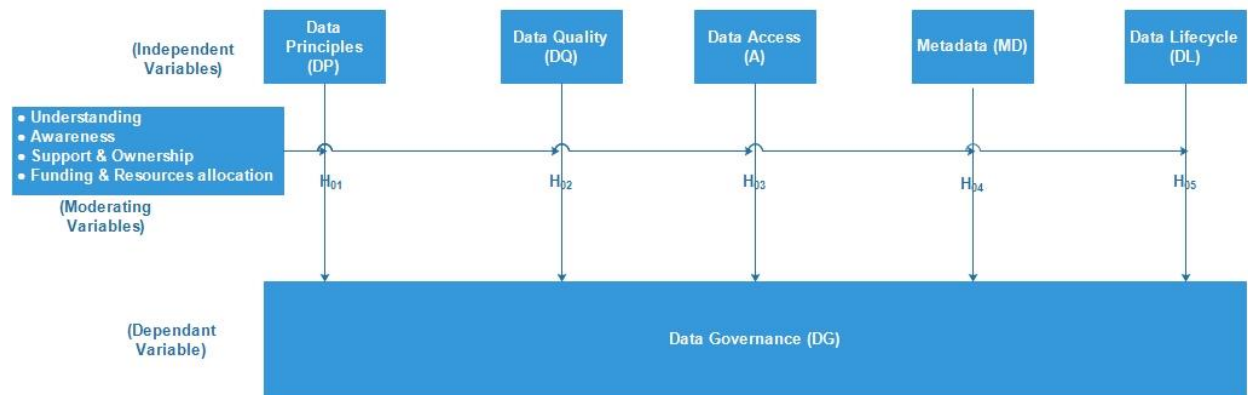 Data
Principles
(DP)
Data Quality
(DQ)
Data Access
(A)
Metadata (MD)
Data Lifecycle
(DL)
(Independent
Variables)
● Understanding
● Awareness
● Support & Ownership
● Funding & Resources allocation
(Moderating
Variables)
H01
H02
H03
H04
H05
(Dependant
Variable)
Data Governance (DG)